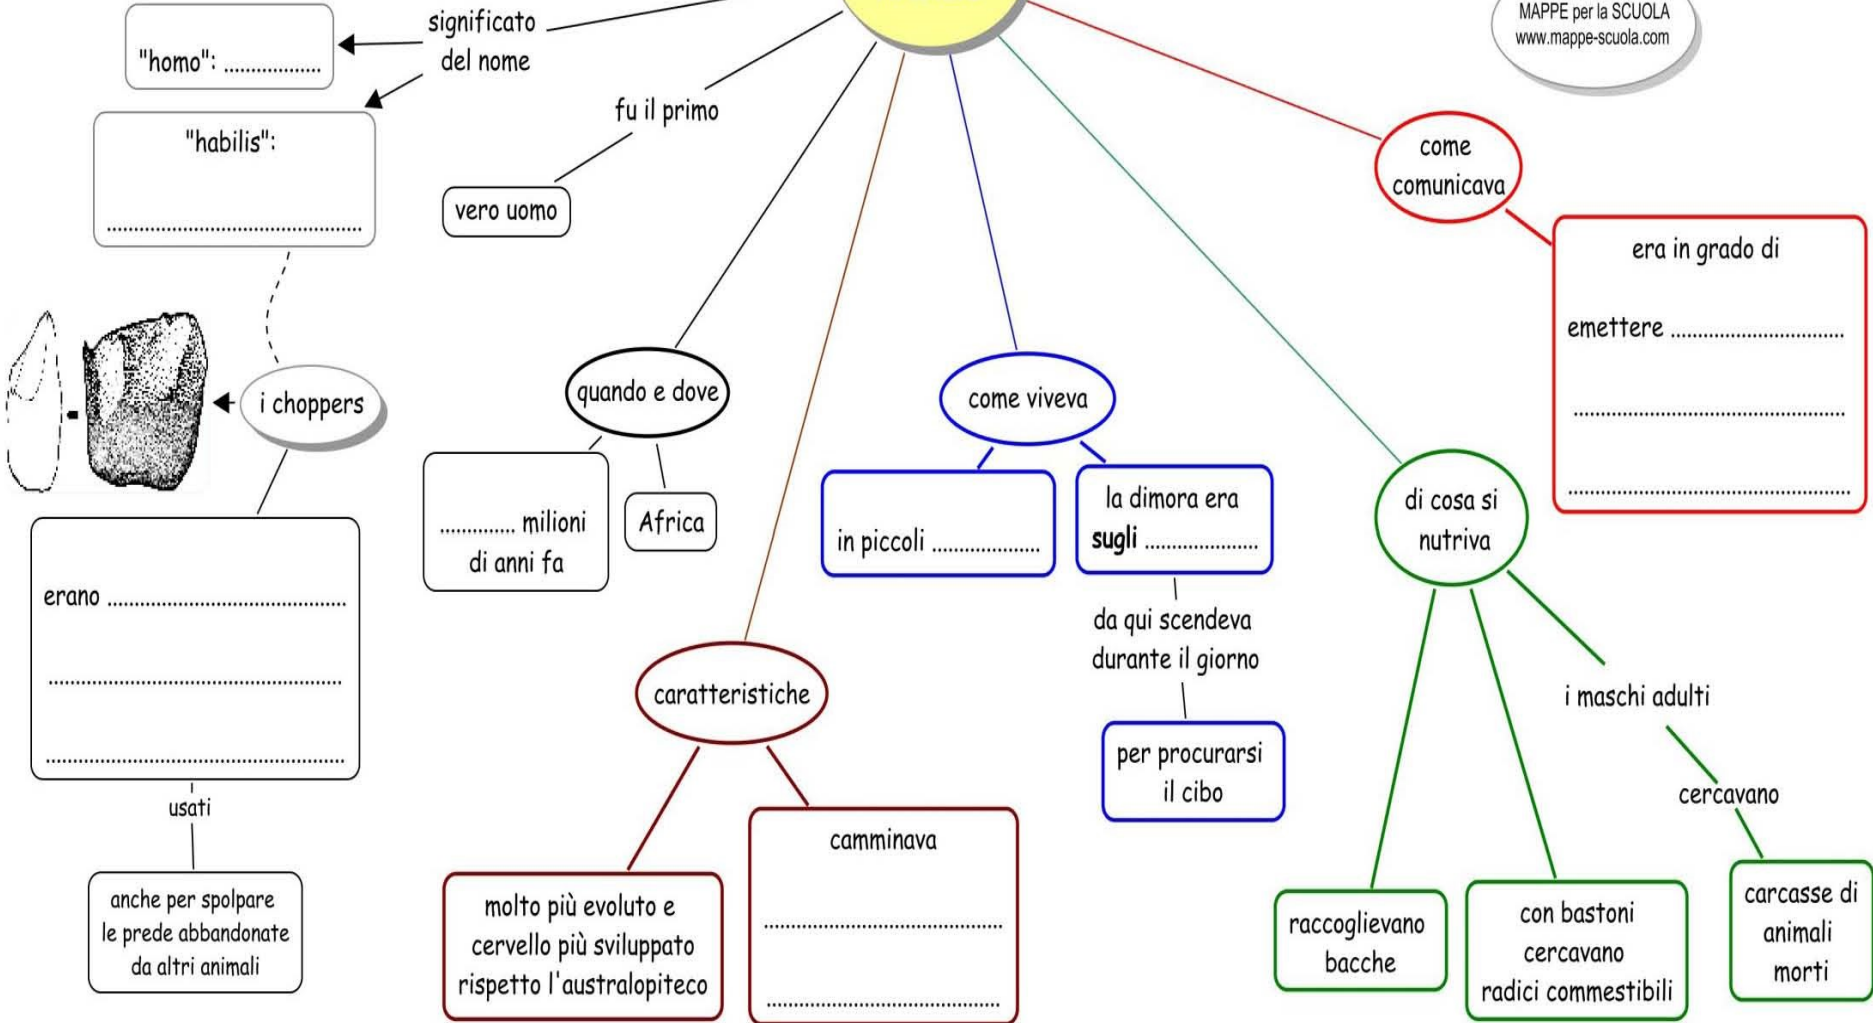 MAPPE per la SCUOLA
www.mappe-scuola.com
significato
del nome
"homo": ..................
"habilis":
................................................
fu il primo
vero uomo
come
comunicava
era in grado di
emettere ................................
...................................................
.....................................................
i choppers
quando e dove
.............. milioni
di anni fa
Africa
come viveva
in piccoli ....................
la dimora era
sugli .....................
da qui scendeva
durante il giorno
per procurarsi
il cibo
di cosa si
nutriva
erano .............................................
.......................................................
........................................................
usati
anche per spolpare
le prede abbandonate
da altri animali
caratteristiche
molto più evoluto e
cervello più sviluppato
rispetto l'australopiteco
camminava
.............................................
............................................
i maschi adulti
cercavano
raccoglievano
bacche
con bastoni
cercavano
radici commestibili
carcasse di
animali
morti